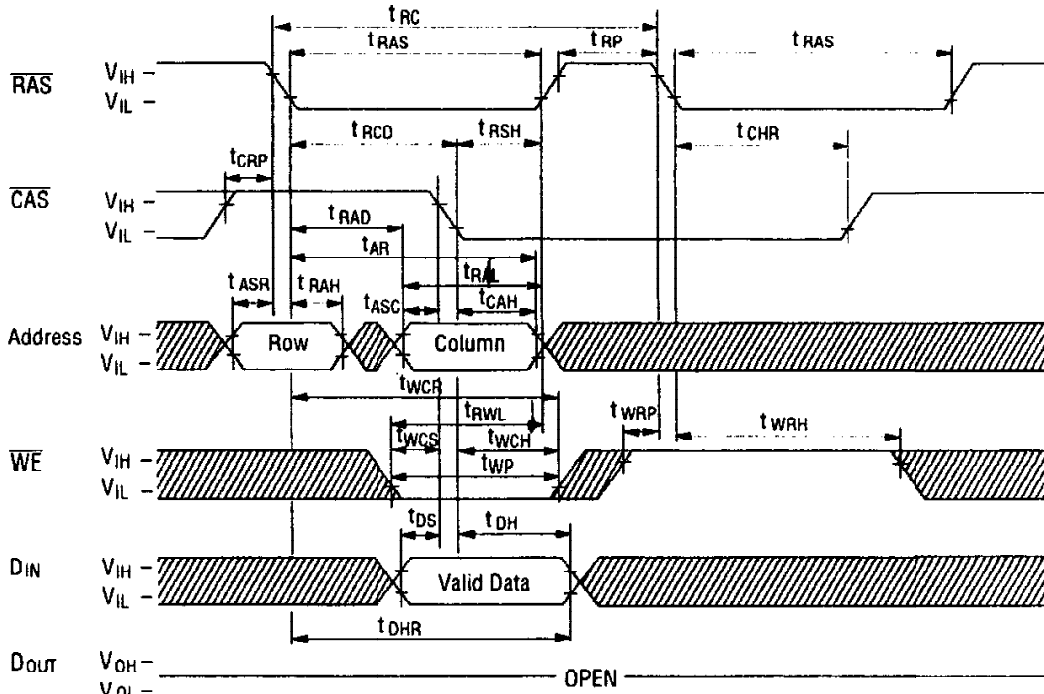 tRC
tRAS tRP tRAS
RAS VIH –
VIL –
tRCD tRSH tCHR
tCRP
CAS VIH –
VIL –
tRAD
tAR
tRAL
tASR tRAH tASC tCAH
Address VIH – Row Column
VIL –
tWCR
tRWL tWRP tWRH
tWCS tWCH
WE VIH –
tWP
VIL –
tDS tDH
DIN VIH –
Valid Data
VIL –
tDHR
DOUT VOH –
OPEN
VOL –